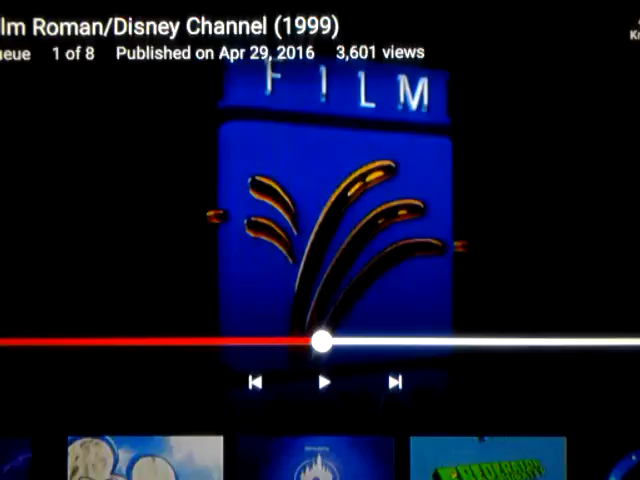 lm Roman/Disney Channel (1999)
ueue 1 of 8 Published on Apr 29, 2016 3,601 views
FILM